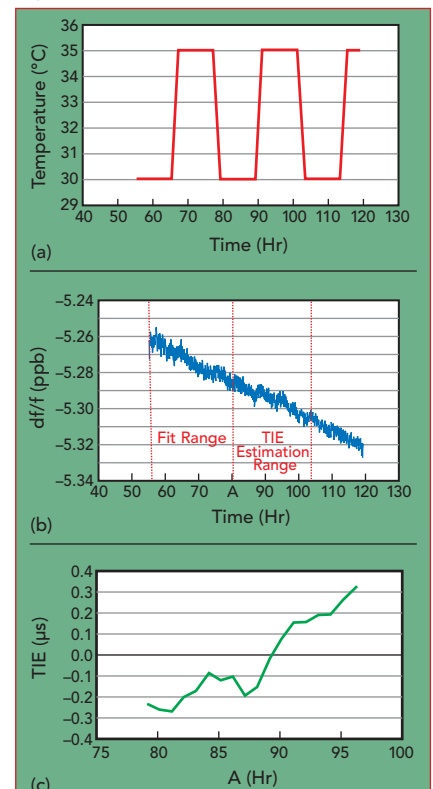 36
35
34
33
32
31
30
29
Temperature (°C)
40 50 60 70 80 90 100 110 120 130
Time (Hr)
(a)
–5.24
–5.26
–5.28
–5.30
–5.32
–5.34
df/f (ppb)
Fit Range
TIE
Estimation
Range
40 50 60 70 A 90 100 110 120 130
Time (Hr)
(b)
0.4
0.3
0.2
0.1
0.0
–0.1
–0.2
–0.3
–0.4
TIE (µs)
75 80 85 90 95 100
A (Hr)
(c)